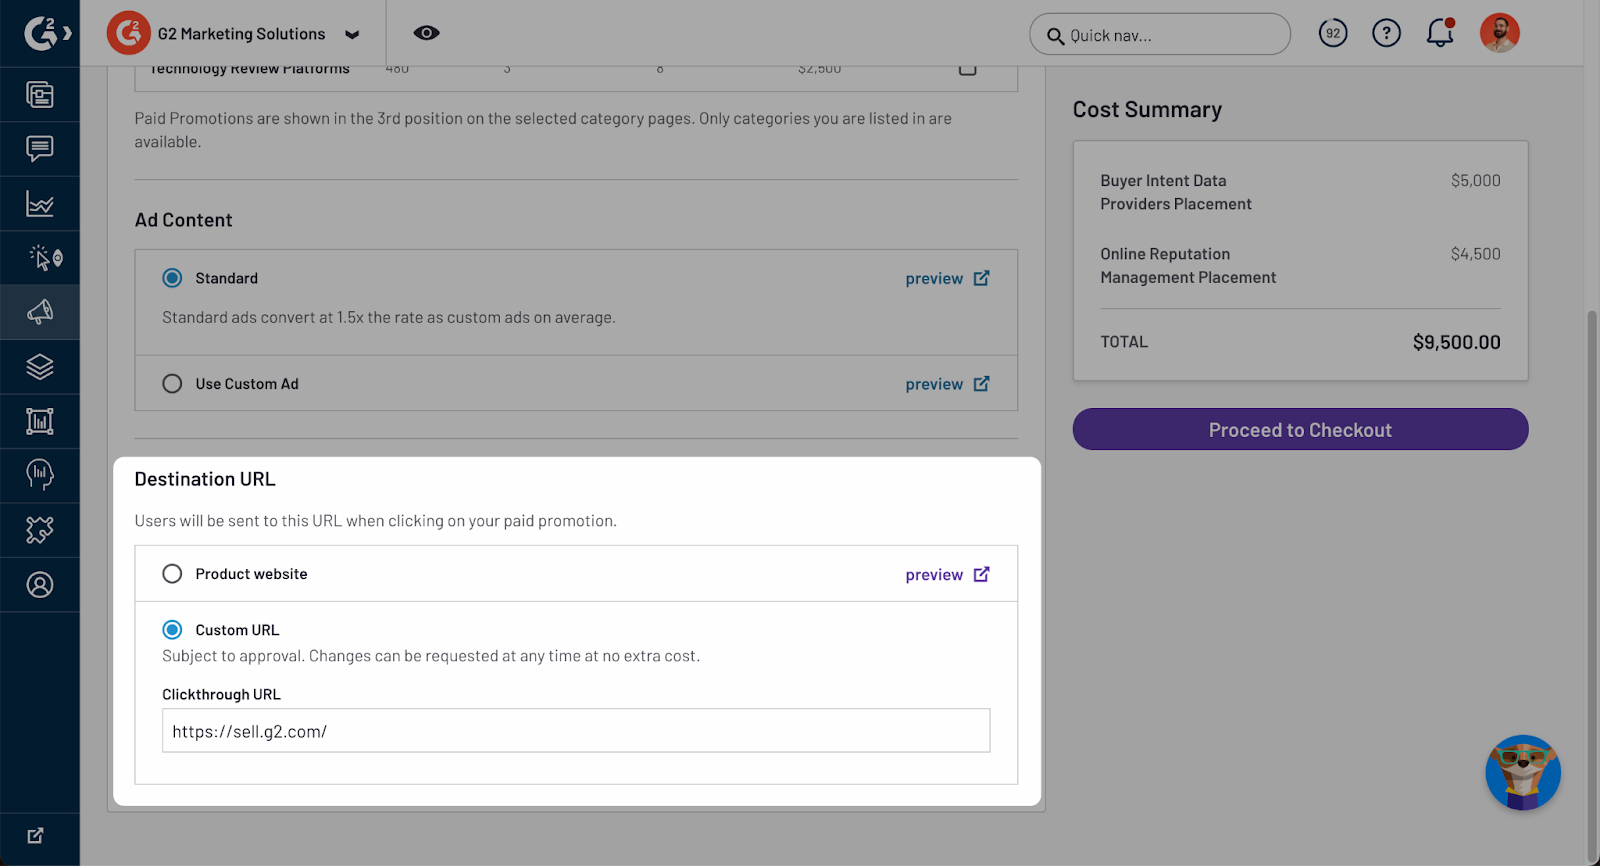 G2
G2 Marketing Solutions
Quick nav...
92
?
Technology Review Platforms 480 3 8 $2,500
Paid Promotions are shown in the 3rd position on the selected category pages. Only categories you are listed in are
available.
Ad Content
Standard preview
Standard ads convert at 1.5x the rate as custom ads on average.
Use Custom Ad preview
Destination URL
Users will be sent to this URL when clicking on your paid promotion.
Product website preview
Custom URL
Subject to approval. Changes can be requested at any time at no extra cost.
Clickthrough URL
https://sell.g2.com/
Cost Summary
Buyer Intent Data $5,000
Providers Placement
Online Reputation $4,500
Management Placement
TOTAL $9,500.00
Proceed to Checkout